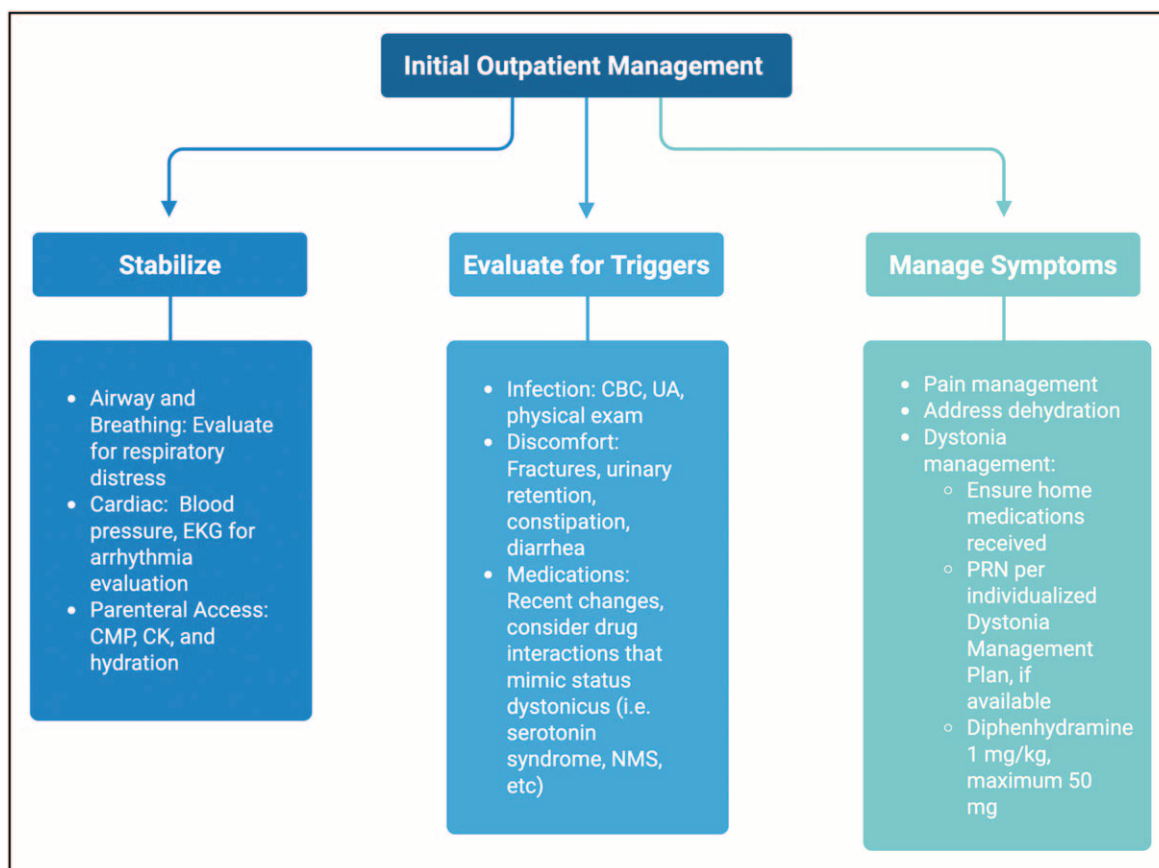 Initial Outpatient Management
Stabilize
• Airway and
Breathing: Evaluate
for respiratory
distress
• Cardiac:  Blood
pressure, EKG for
arrhythmia
evaluation
• Parenteral Access:
CMP, CK, and
hydration
Evaluate for Triggers
• Infection: CBC, UA,
physical exam
• Discomfort:
Fractures, urinary
retention,
constipation,
diarrhea
• Medications:
Recent changes,
consider drug
interactions that
mimic status
dystonicus (i.e.
serotonin
syndrome, NMS,
etc)
Manage Symptoms
• Pain management
• Address dehydration
• Dystonia
management:
○ Ensure home
medications
received
○ PRN per
individualized
Dystonia
Management
Plan, if
available
○ Diphenhydramine
1 mg/kg,
maximum 50
mg